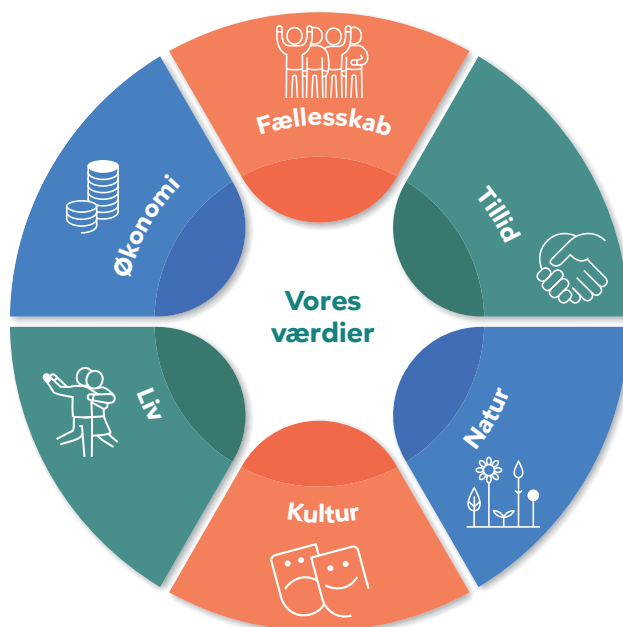 Fællesskab
Tillid
Natur
Kultur
Liv
Økonomi
Vores
værdier